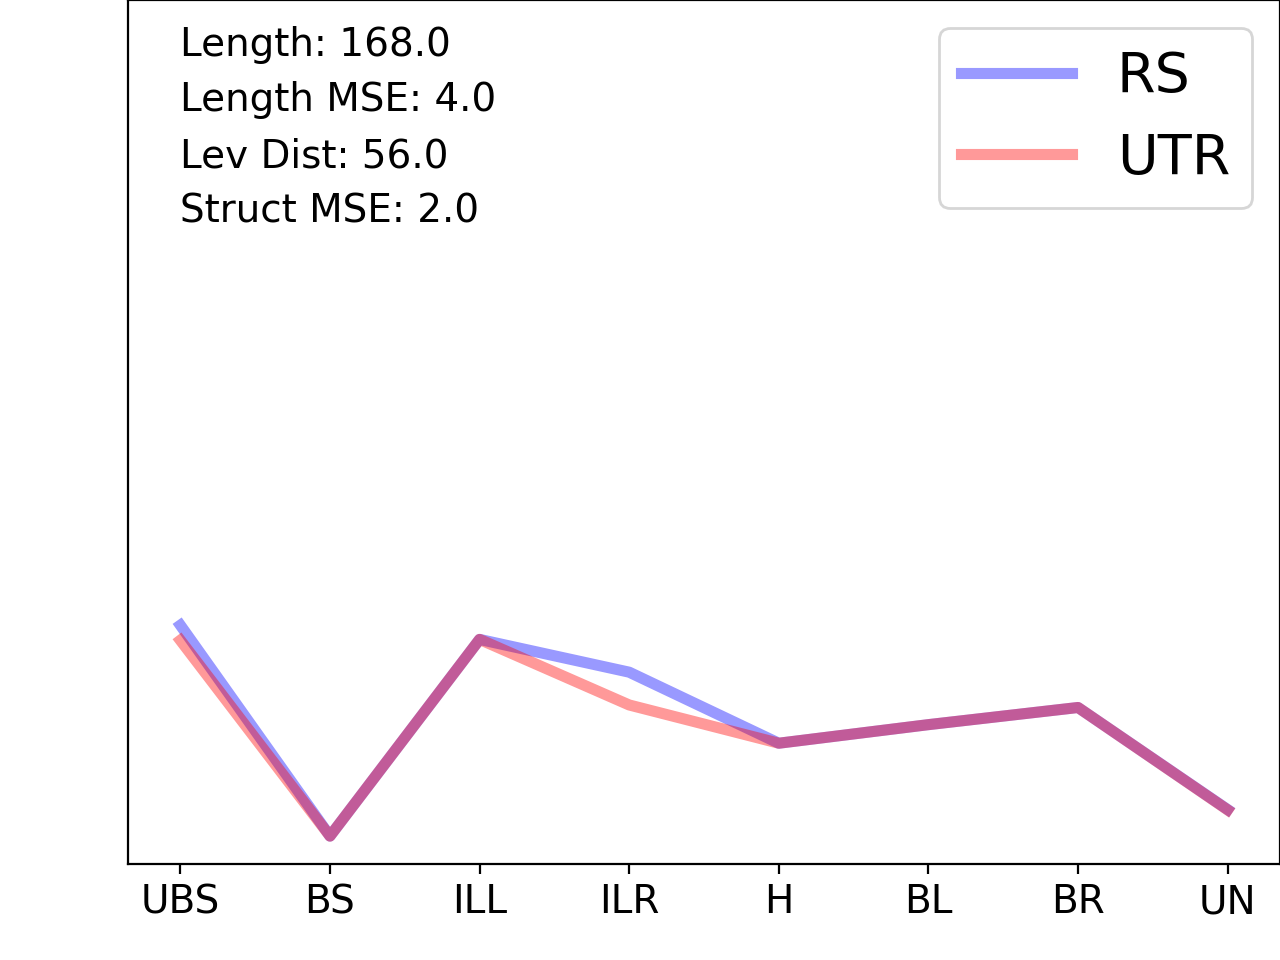 Length: 168.0
Length MSE: 4.0
Lev Dist: 56.0
Struct MSE: 2.0
RS
UTR
UBS BS ILL ILR H BL BR UN